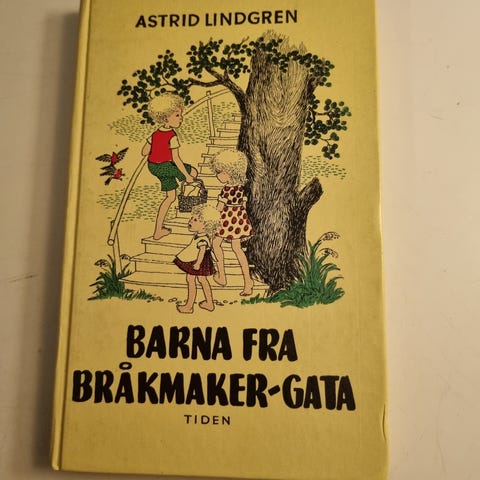 ASTRID LINDGREN
BARNA FRA
BRÅKMAKER-GATA
TIDEN